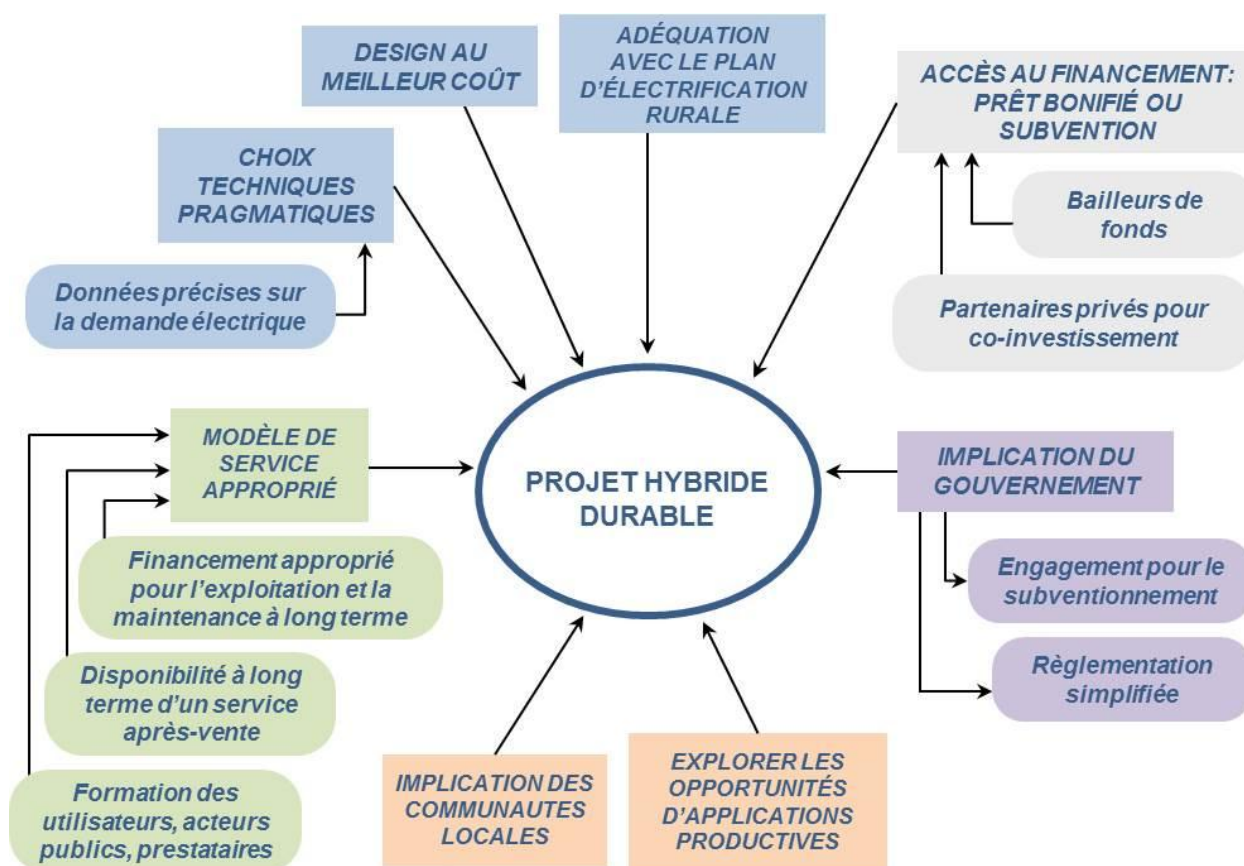 DESIGN AU
MEILLEUR COÛT
ADÉQUATION
AVEC LE PLAN
D'ÉLECTRIFICATION
RURALE
ACCÈS AU FINANCEMENT:
PRÊT BONIFIÉ OU
SUBVENTION
CHOIX
TECHNIQUES
PRAGMATIQUES
Bailleurs de
fonds
Données précises sur
la demande électrique
Partenaires privés pour
co-investissement
MODÈLE DE
SERVICE
APPROPRIÉ
PROJET HYBRIDE
DURABLE
IMPLICATION DU
GOUVERNEMENT
Financement approprié
pour l'exploitation et la
maintenance à long terme
Engagement pour le
subventionnement
Disponibilité à long
terme d'un service
après-vente
Règlementation
simplifiée
Formation des
utilisateurs, acteurs
publics, prestataires
IMPLICATION DES
COMMUNAUTES
LOCALES
EXPLORER LES
OPPORTUNITÉS
D'APPLICATIONS
PRODUCTIVES